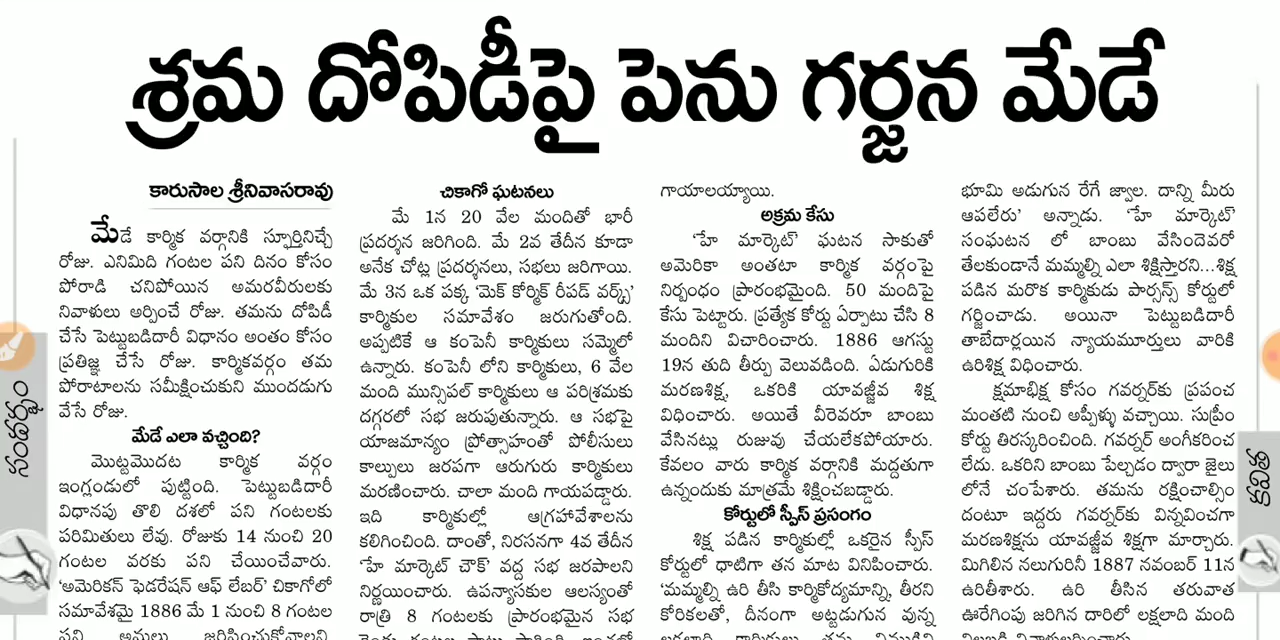 శ్రమ దోపిడీపై పెను గర్జన మేడే
సందర్భం
కారుసాల శ్రీనివాసరావు
మేడే కార్మిక వర్గానికి స్ఫూర్తినిచ్చే
రోజు. ఎనిమిది గంటల పని దినం కోసం
పోరాడి చనిపోయిన అమరవీరులకు
నివాళులు అర్పించే రోజు. తమను దోపిడీ
చేసే పెట్టుబడిదారీ విధానం అంతం కోసం
ప్రతిజ్ఞ చేసే రోజు. కార్మికవర్గం తమ
పోరాటాలను సమీక్షించుకుని ముందడుగు
వేసే రోజు.
మేడే ఎలా వచ్చింది?
మొట్టమొదట కార్మిక వర్గం
ఇంగ్లండులో పుట్టింది. పెట్టుబడిదారీ
విధానపు తొలి దశలో పని గంటలకు
పరిమితులు లేవు. రోజుకు 14 నుంచి 20
గంటల వరకు పని చేయించేవారు.
'అమెరికన్ ఫెడరేషన్ ఆఫ్ లేబర్' చికాగోలో
సమావేశమై 1886 మే 1 నుంచి 8 గంటల
పని అమలు జరిపించుకోవాలని
చికాగో ఘటనలు
మే 1న 20 వేల మందితో భారీ
ప్రదర్శన జరిగింది. మే 2వ తేదీన కూడా
అనేక చోట్ల ప్రదర్శనలు, సభలు జరిగాయి.
మే 3న ఒక పక్క 'మెక్ కోర్మిక్ రీపడ్ వర్క్స్'
కార్మికుల సమావేశం జరుగుతోంది.
అప్పటికే ఆ కంపెనీ కార్మికులు సమ్మెలో
ఉన్నారు. కంపెనీ లోని కార్మికులు, 6 వేల
మంది మున్సిపల్ కార్మికులు ఆ పరిశ్రమకు
దగ్గరలో సభ జరుపుతున్నారు. ఆ సభపై
యాజమాన్యం ప్రోత్సాహంతో పోలీసులు
కాల్పులు జరపగా ఆరుగురు కార్మికులు
మరణించారు. చాలా మంది గాయపడ్డారు.
ఇది కార్మికుల్లో ఆగ్రహావేశాలను
కలిగించింది. దాంతో, నిరసనగా 4వ తేదీన
'హే మార్కెట్ చౌక్' వద్ద సభ జరపాలని
నిర్ణయించారు. ఉపన్యాసకుల ఆలస్యంతో
రాత్రి 8 గంటలకు ప్రారంభమైన సభ
గాయాలయ్యాయి.
అక్రమ కేసు
'హే మార్కెట్' ఘటన సాకుతో
అమెరికా అంతటా కార్మిక వర్గంపై
నిర్బంధం ప్రారంభమైంది. 50 మందిపై
కేసు పెట్టారు. ప్రత్యేక కోర్టు ఏర్పాటు చేసి 8
మందిని విచారించారు. 1886 ఆగస్టు
19న తుది తీర్పు వెలువడింది. ఏడుగురికి
మరణశిక్ష, ఒకరికి యావజ్జీవ శిక్ష
విధించారు. అయితే వీరెవరూ బాంబు
వేసినట్లు రుజువు చేయలేకపోయారు.
కేవలం వారు కార్మిక వర్గానికి మద్దతుగా
ఉన్నందుకు మాత్రమే శిక్షించబడ్డారు.
కోర్టులో స్పీస్ ప్రసంగం
శిక్ష పడిన కార్మికుల్లో ఒకరైన స్పీస్
కోర్టులో ధాటిగా తన మాట వినిపించారు.
'మమ్మల్ని ఉరి తీసి కార్మికోద్యమాన్ని, తీరని
కోరికలతో, దీనంగా అట్టడుగున వున్న
భూమి అడుగున రేగే జ్వాల. దాన్ని మీరు
ఆపలేరు' అన్నాడు. 'హే మార్కెట్'
సంఘటన లో బాంబు వేసిందెవరో
తేలకుండానే మమ్మల్ని ఎలా శిక్షిస్తారని...శిక్ష
పడిన మరొక కార్మికుడు పార్సన్స్ కోర్టులో
గర్జించాడు. అయినా పెట్టుబడిదారీ
తాబేదార్లయిన న్యాయమూర్తులు వారికి
ఉరిశిక్ష విధించారు.
క్షమాభిక్ష కోసం గవర్నర్‌కు ప్రపంచ
మంతటి నుంచి అప్పీళ్లు వచ్చాయి. సుప్రీం
కోర్టు తిరస్కరించింది. గవర్నర్ అంగీకరించ
లేదు. ఒకరిని బాంబు పేల్చడం ద్వారా జైలు
లోనే చంపేశారు. తమను రక్షించాల్సిం
దంటూ ఇద్దరు గవర్నర్‌కు విన్నవించగా
మరణశిక్షను యావజ్జీవ శిక్షగా మార్చారు.
మిగిలిన నలుగురినీ 1887 నవంబర్ 11న
ఉరితీశారు. ఉరి తీసిన తరువాత
ఊరేగింపు జరిగిన దారిలో లక్షలాది మంది
కవిత